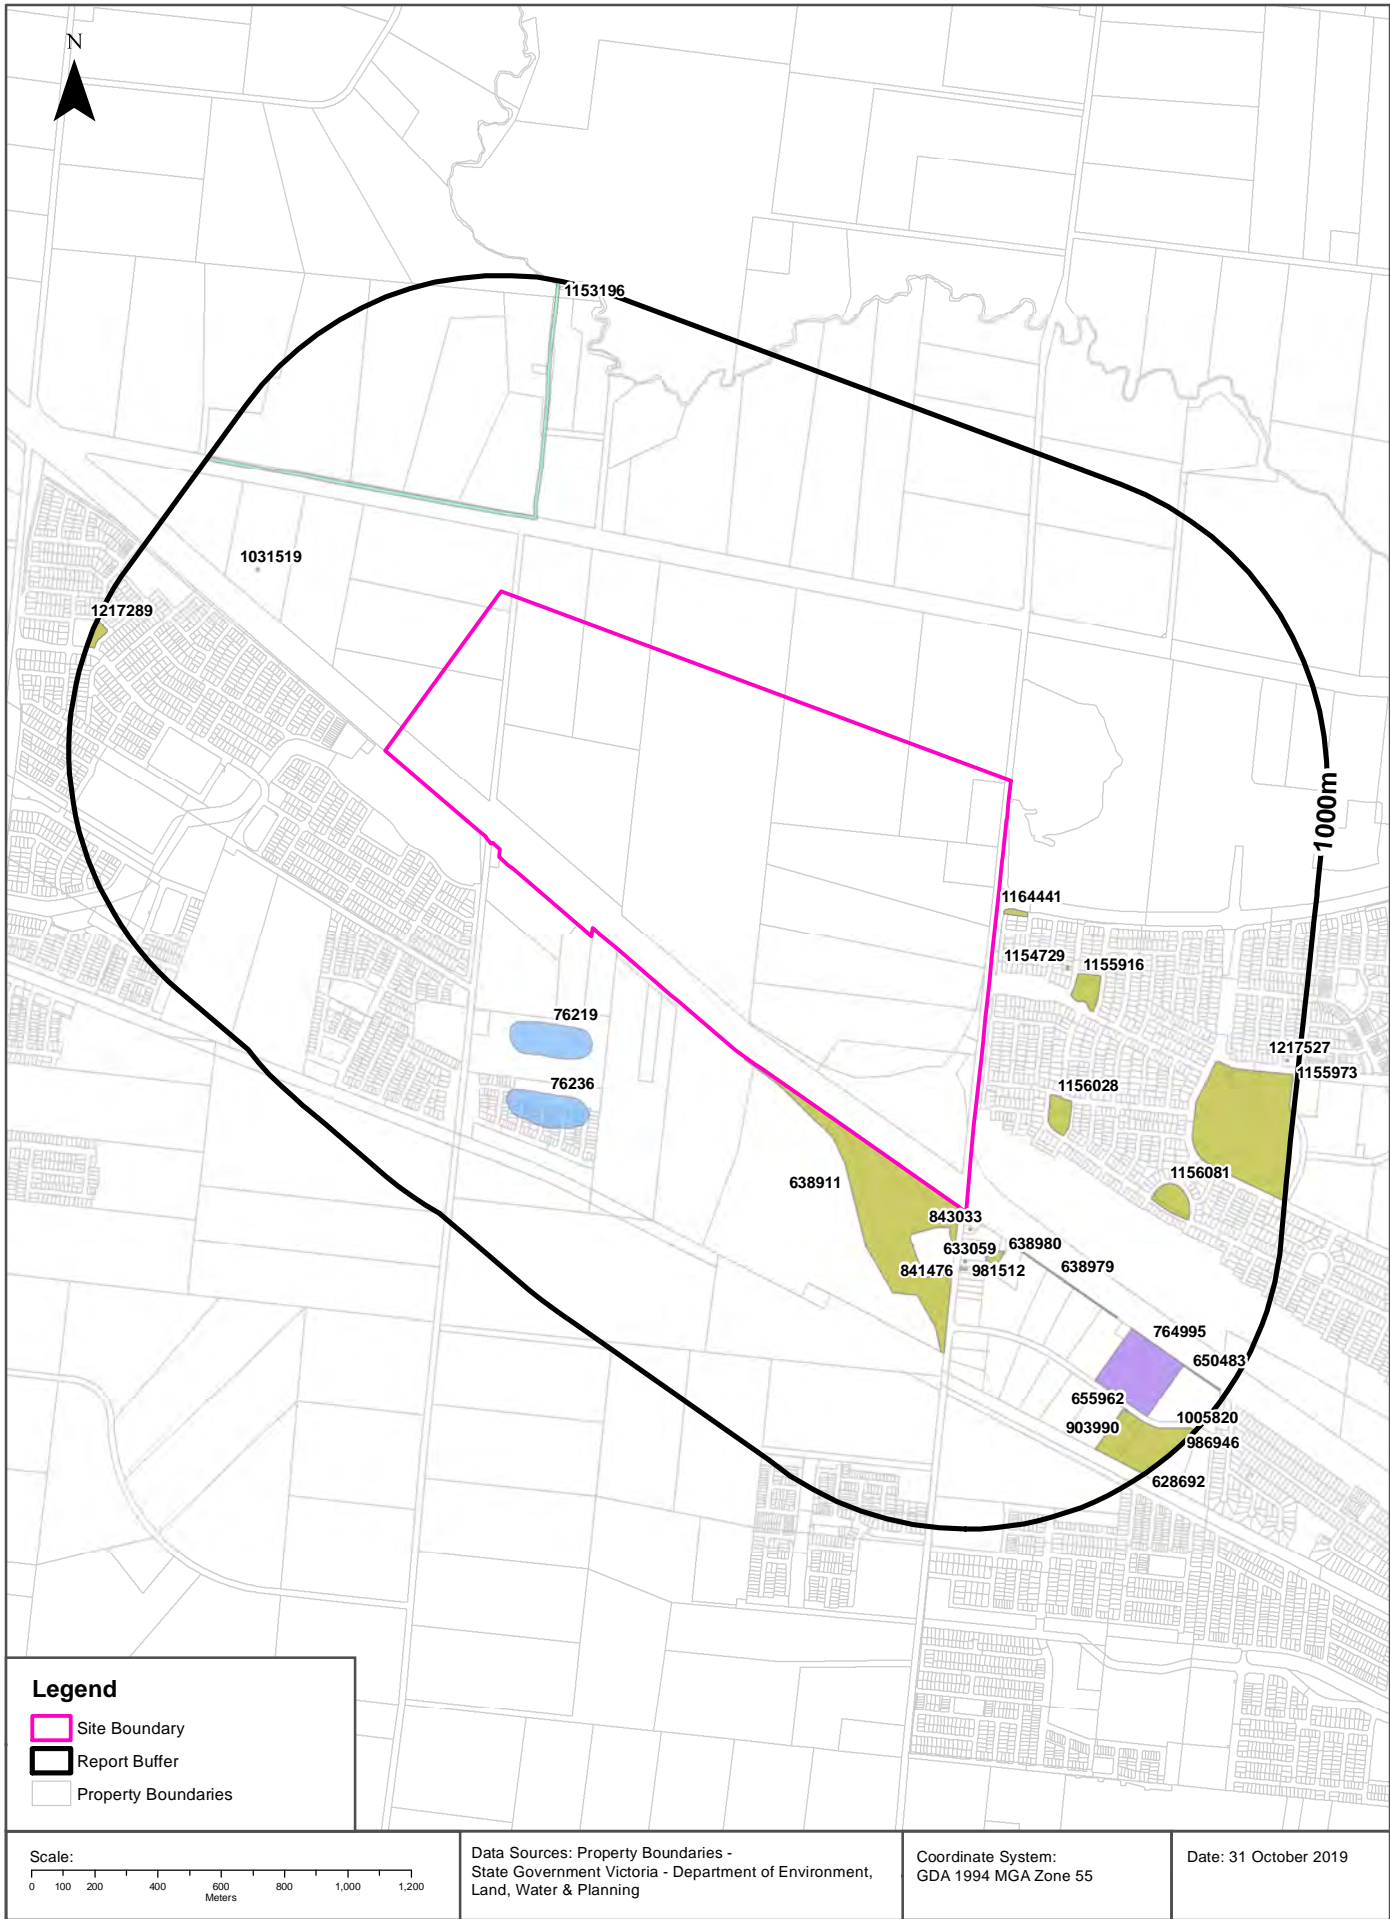 N
1153196
1031519
1217289
1000m
1164441
1154729
1155916
76219
1217527
1155973
76236
1156028
1156081
638911
843033
633059
638980
841476
981512
638979
764995
650483
655962
1005820
903990
986946
628692
Legend
Site Boundary
Report Buffer
Property Boundaries
Scale:
0 100 200 400 600 800 1,000 1,200
Meters
Data Sources: Property Boundaries -
State Government Victoria - Department of Environment,
Land, Water & Planning
Coordinate System:
GDA 1994 MGA Zone 55
Date: 31 October 2019